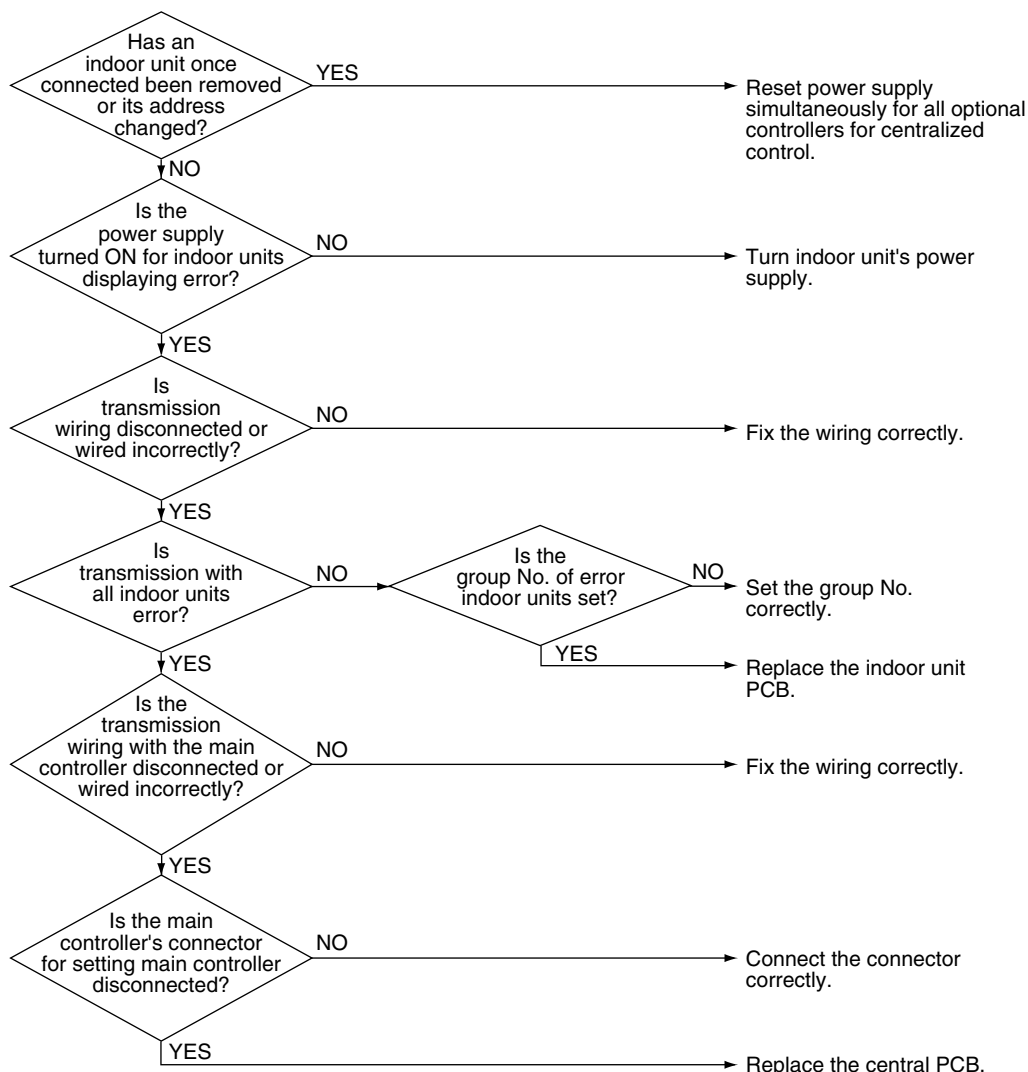 Has an
indoor unit once
connected been removed
or its address
changed?
YES
Reset power supply
simultaneously for all optional
controllers for centralized
control.
NO
Is the
power supply
turned ON for indoor units
displaying error?
NO
Turn indoor unit's power
supply.
YES
Is
transmission
wiring disconnected or
wired incorrectly?
NO
Fix the wiring correctly.
YES
Is
transmission with
all indoor units
error?
NO
Is the
group No. of error
indoor units set?
NO
Set the group No.
correctly.
YES
Replace the indoor unit
PCB.
YES
Is the
transmission
wiring with the main
controller disconnected or
wired incorrectly?
NO
Fix the wiring correctly.
YES
Is the main
controller's connector
for setting main controller
disconnected?
NO
Connect the connector
correctly.
YES
Replace the central PCB.